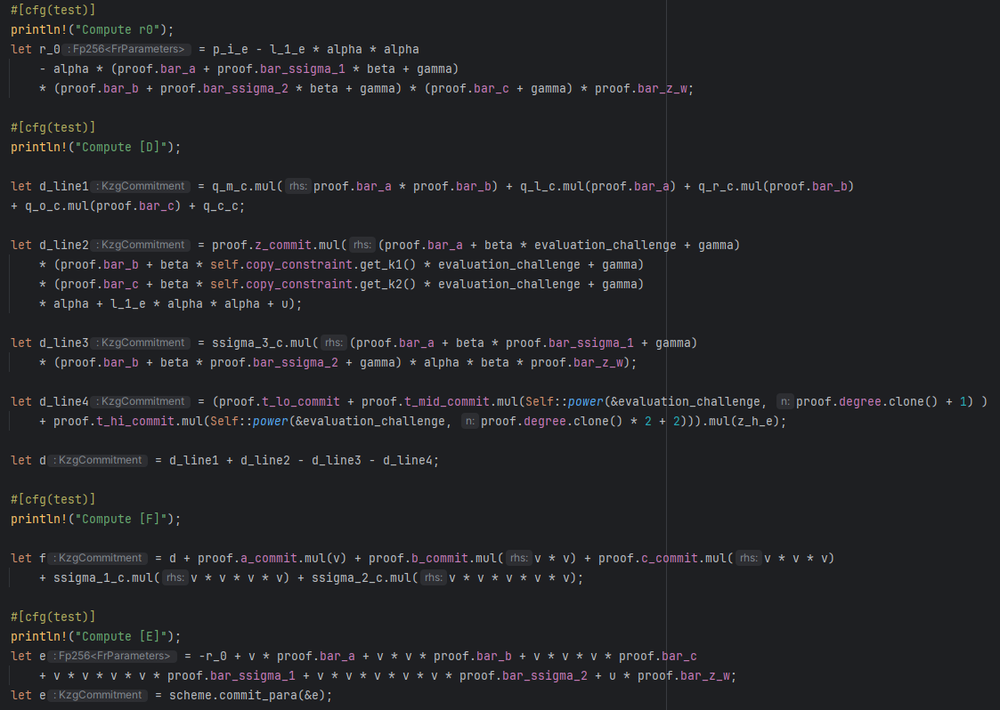 #[cfg(test)]
println!("Compute r0");
let r_0 : Fp256<FrParameters> = p_i_e - l_1_e * alpha * alpha
- alpha * (proof.bar_a + proof.bar_ssigma_1 * beta + gamma)
* (proof.bar_b + proof.bar_ssigma_2 * beta + gamma) * (proof.bar_c + gamma) * proof.bar_z_w;
#[cfg(test)]
println!("Compute [D]");
let d_line1 : KzgCommitment = q_m_c.mul( rhs: proof.bar_a * proof.bar_b) + q_l_c.mul(proof.bar_a) + q_r_c.mul(proof.bar_b)
+ q_o_c.mul(proof.bar_c) + q_c_c;
let d_line2 : KzgCommitment = proof.z_commit.mul( rhs: (proof.bar_a + beta * evaluation_challenge + gamma)
* (proof.bar_b + beta * self.copy_constraint.get_k1() * evaluation_challenge + gamma)
* (proof.bar_c + beta * self.copy_constraint.get_k2() * evaluation_challenge + gamma)
* alpha + l_1_e * alpha * alpha + u);
let d_line3 : KzgCommitment = ssigma_3_c.mul( rhs: (proof.bar_a + beta * proof.bar_ssigma_1 + gamma)
* (proof.bar_b + beta * proof.bar_ssigma_2 + gamma) * alpha * beta * proof.bar_z_w);
let d_line4 : KzgCommitment = (proof.t_lo_commit + proof.t_mid_commit.mul(Self::power(&evaluation_challenge, n: proof.degree.clone() + 1) )
+ proof.t_hi_commit.mul(Self::power(&evaluation_challenge, n: proof.degree.clone() * 2 + 2))).mul(z_h_e);
let d : KzgCommitment = d_line1 + d_line2 - d_line3 - d_line4;
#[cfg(test)]
println!("Compute [F]");
let f : KzgCommitment = d + proof.a_commit.mul(v) + proof.b_commit.mul( rhs: v * v) + proof.c_commit.mul( rhs: v * v * v)
+ ssigma_1_c.mul( rhs: v * v * v * v) + ssigma_2_c.mul( rhs: v * v * v * v * v);
#[cfg(test)]
println!("Compute [E]");
let e : Fp256<FrParameters> = -r_0 + v * proof.bar_a + v * v * proof.bar_b + v * v * v * proof.bar_c
+ v * v * v * v * proof.bar_ssigma_1 + v * v * v * v * v * proof.bar_ssigma_2 + u * proof.bar_z_w;
let e : KzgCommitment = scheme.commit_para(&e);